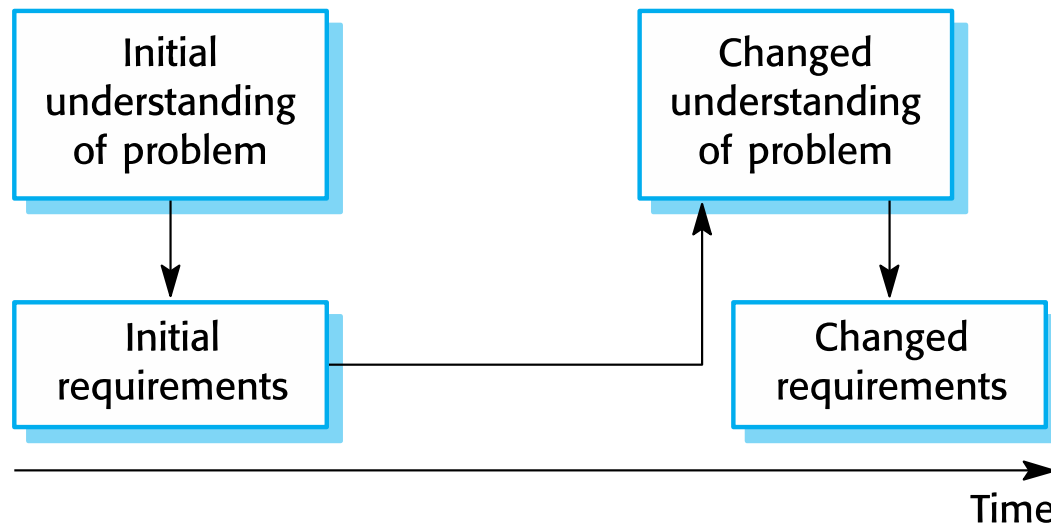 Initial
understanding
of problem
Changed
understanding
of problem
Initial
requirements
Changed
requirements
Time